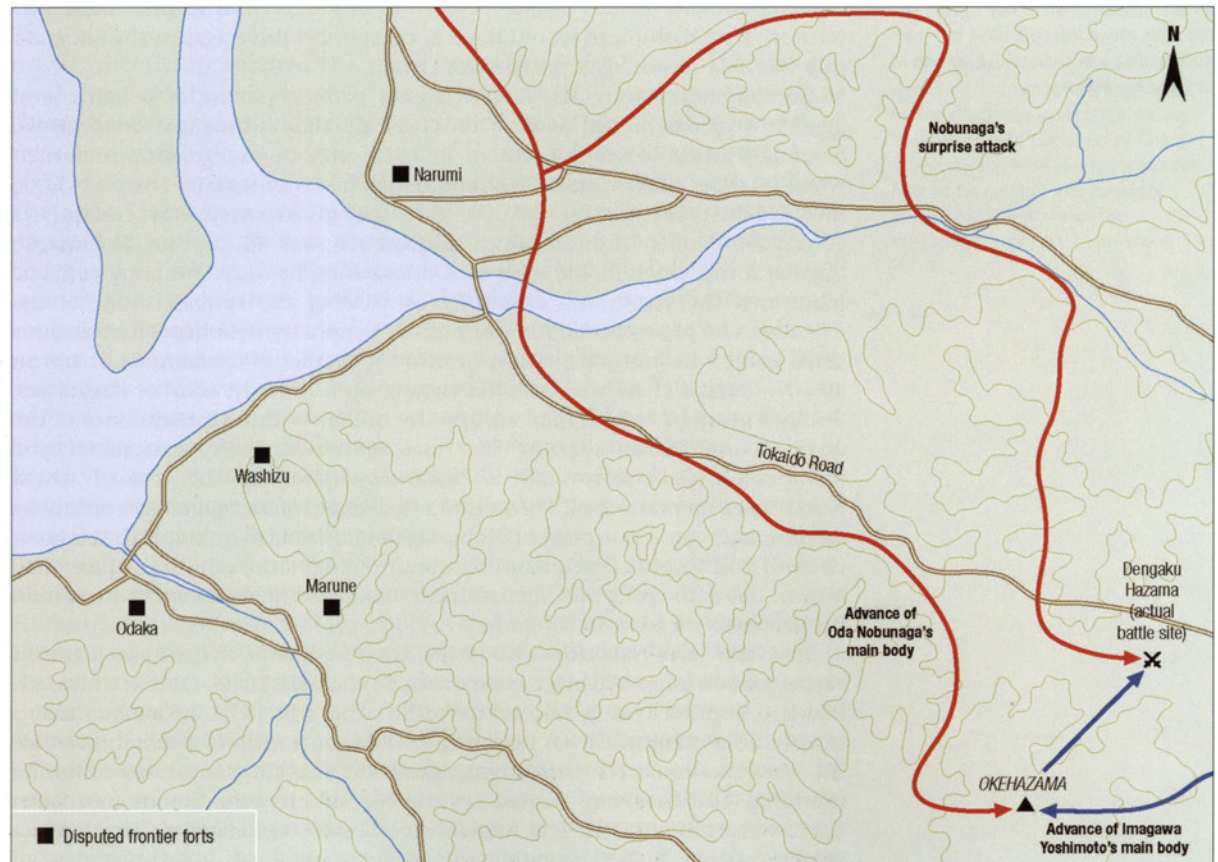 N
Nobunaga's
surprise attack
Narumi
Washizu
Tokaidō Road
Marune
Odaka
Dengaku
Hazama
(actual
battle site)
Advance of
Oda Nobunaga's
main body
OKEHAZAMA
Advance of Imagawa
Yoshimoto's main body
Disputed frontier forts